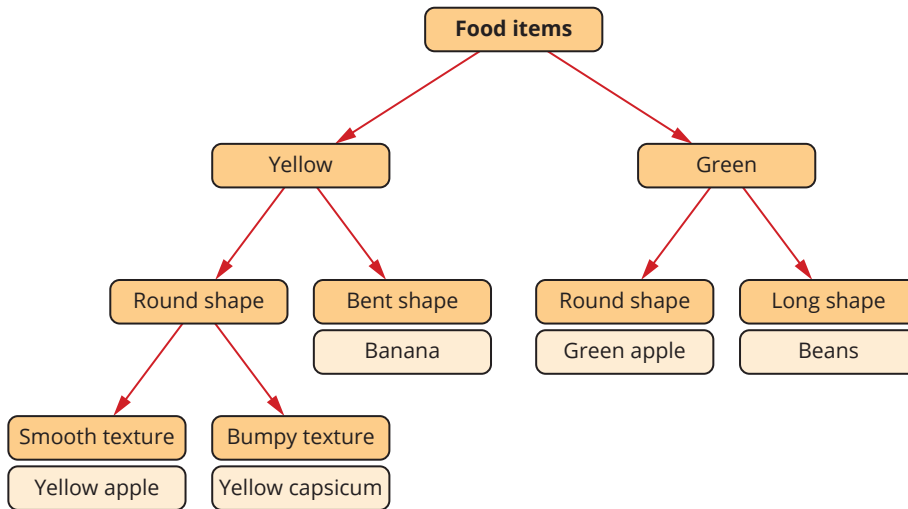 Food items
Yellow
Green
Round shape
Bent shape
Round shape
Long shape
Banana
Green apple
Beans
Smooth texture
Bumpy texture
Yellow apple
Yellow capsicum